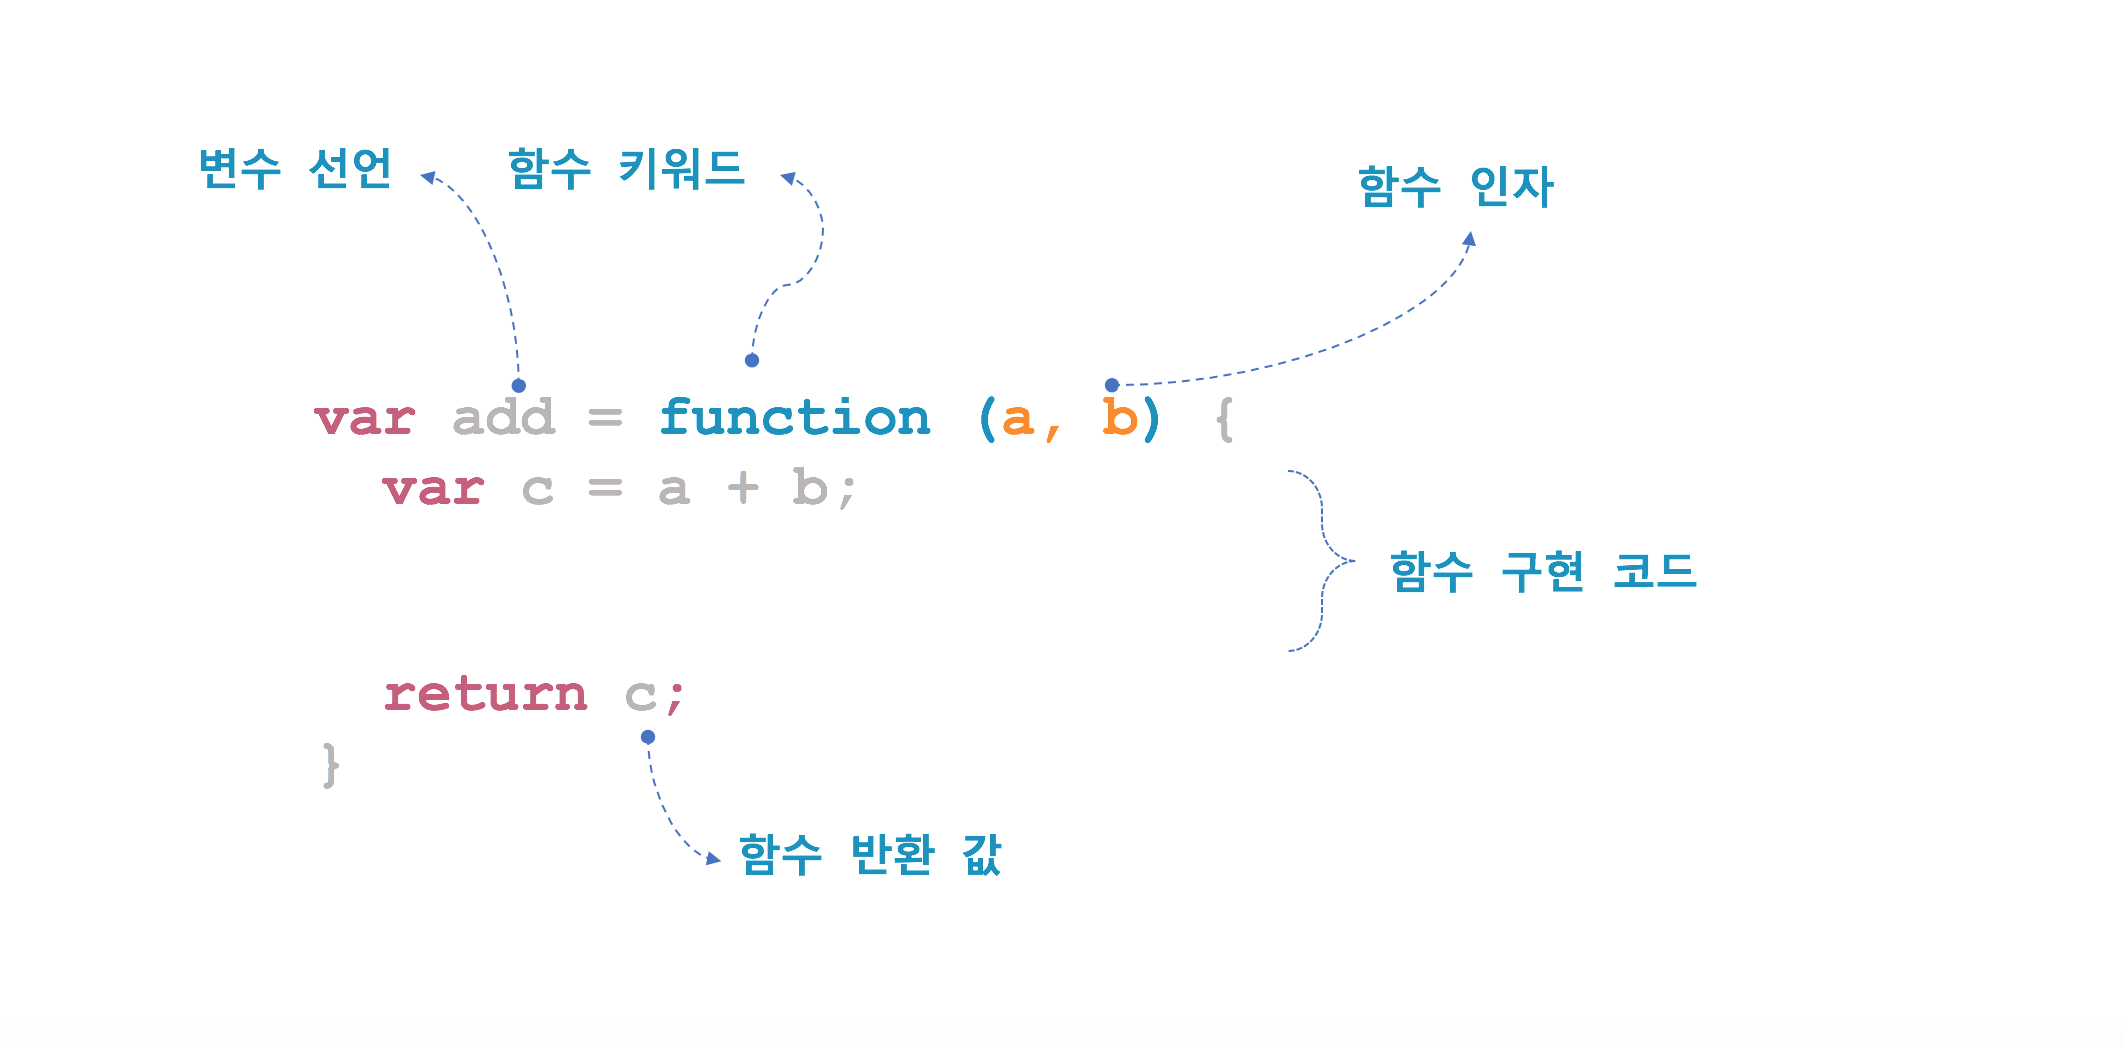 변수 선언
함수 키워드
함수 인자
var add = function (a, b) {
var c = a + b;
함수 구현 코드
return c;
}
함수 반환 값